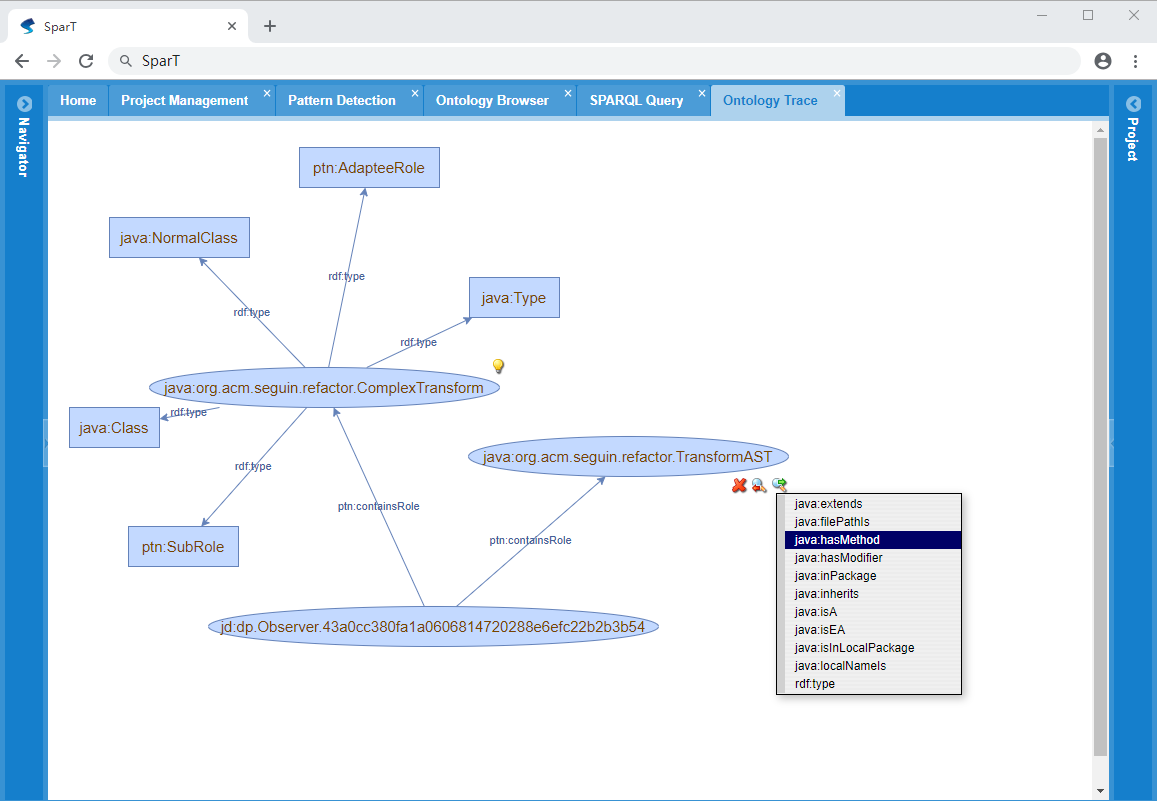 SparT
SparT
Home
Project Management
Pattern Detection
Ontology Browser
SPARQL Query
Ontology Trace
Navigator
Project
ptn:AdapteeRole
java:NormalClass
rdf:type
java:Type
rdf:type
rdf:type
java:org.acm.seguin.refactor.ComplexTransform
rdf:type
java:Class
java:org.acm.seguin.refactor.TransformAST
rdf:type
ptn:containsRole
ptn:containsRole
ptn:SubRole
jd:dp.Observer.43a0cc380fa1a0606814720288e6efc22b2b3b54
java:extends
java:filePathIs
java:hasMethod
java:hasModifier
java:inPackage
java:inherits
java:isA
java:isEA
java:isInLocalPackage
java:localNameIs
rdf:type